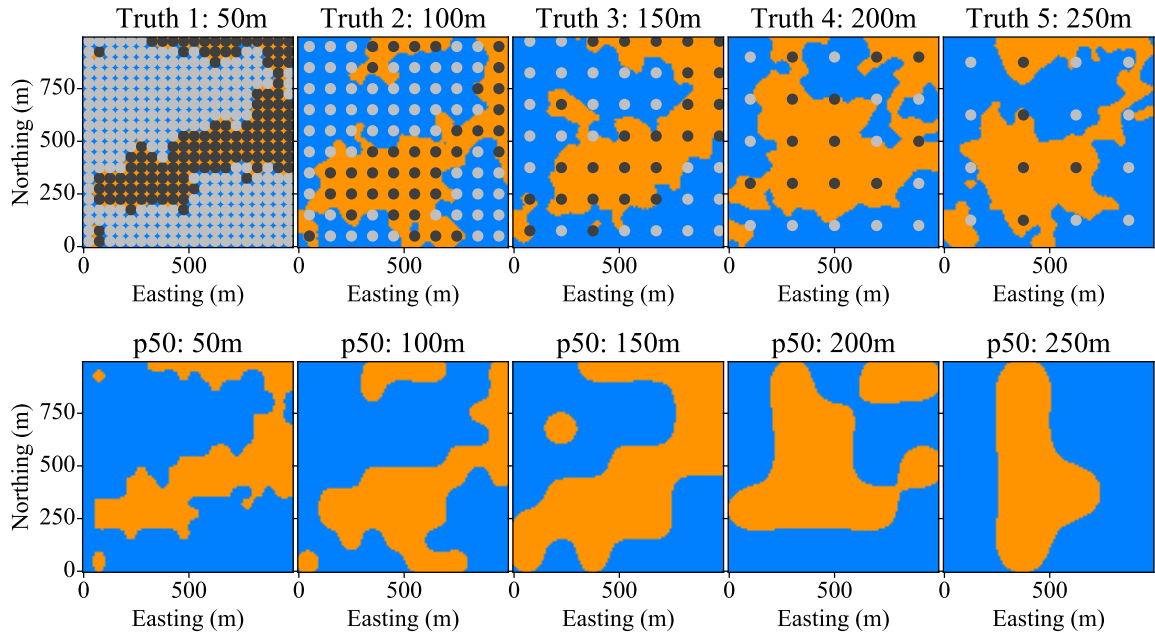 Truth 1: 50m Truth 2: 100m Truth 3: 150m Truth 4: 200m Truth 5: 250m
Northing (m)
750
500
250
0
0 500 0 500 0 500 0 500 0 500
Easting (m) Easting (m) Easting (m) Easting (m) Easting (m)
p50: 50m p50: 100m p50: 150m p50: 200m p50: 250m
Northing (m)
750
500
250
0
0 500 0 500 0 500 0 500 0 500
Easting (m) Easting (m) Easting (m) Easting (m) Easting (m)